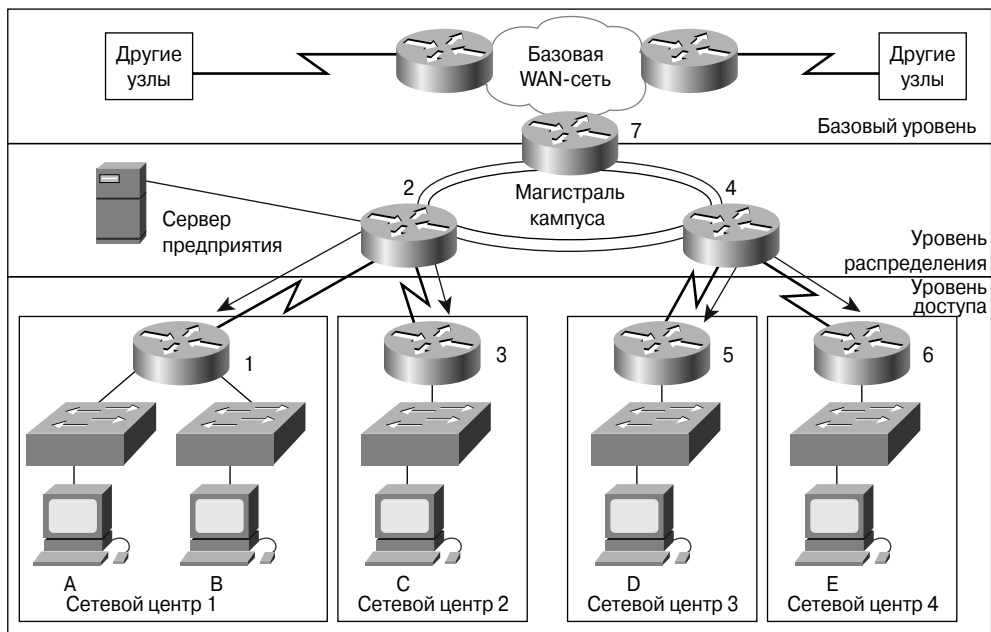 Другие
узлы
Базовая
WAN-сеть
Другие
узлы
7
Базовый уровень
2
Магистраль
кампуса
4
Сервер
предприятия
Уровень
распределения
Уровень
доступа
1
3
5
6
A
B
C
D
E
Сетевой центр 1
Сетевой центр 2
Сетевой центр 3
Сетевой центр 4